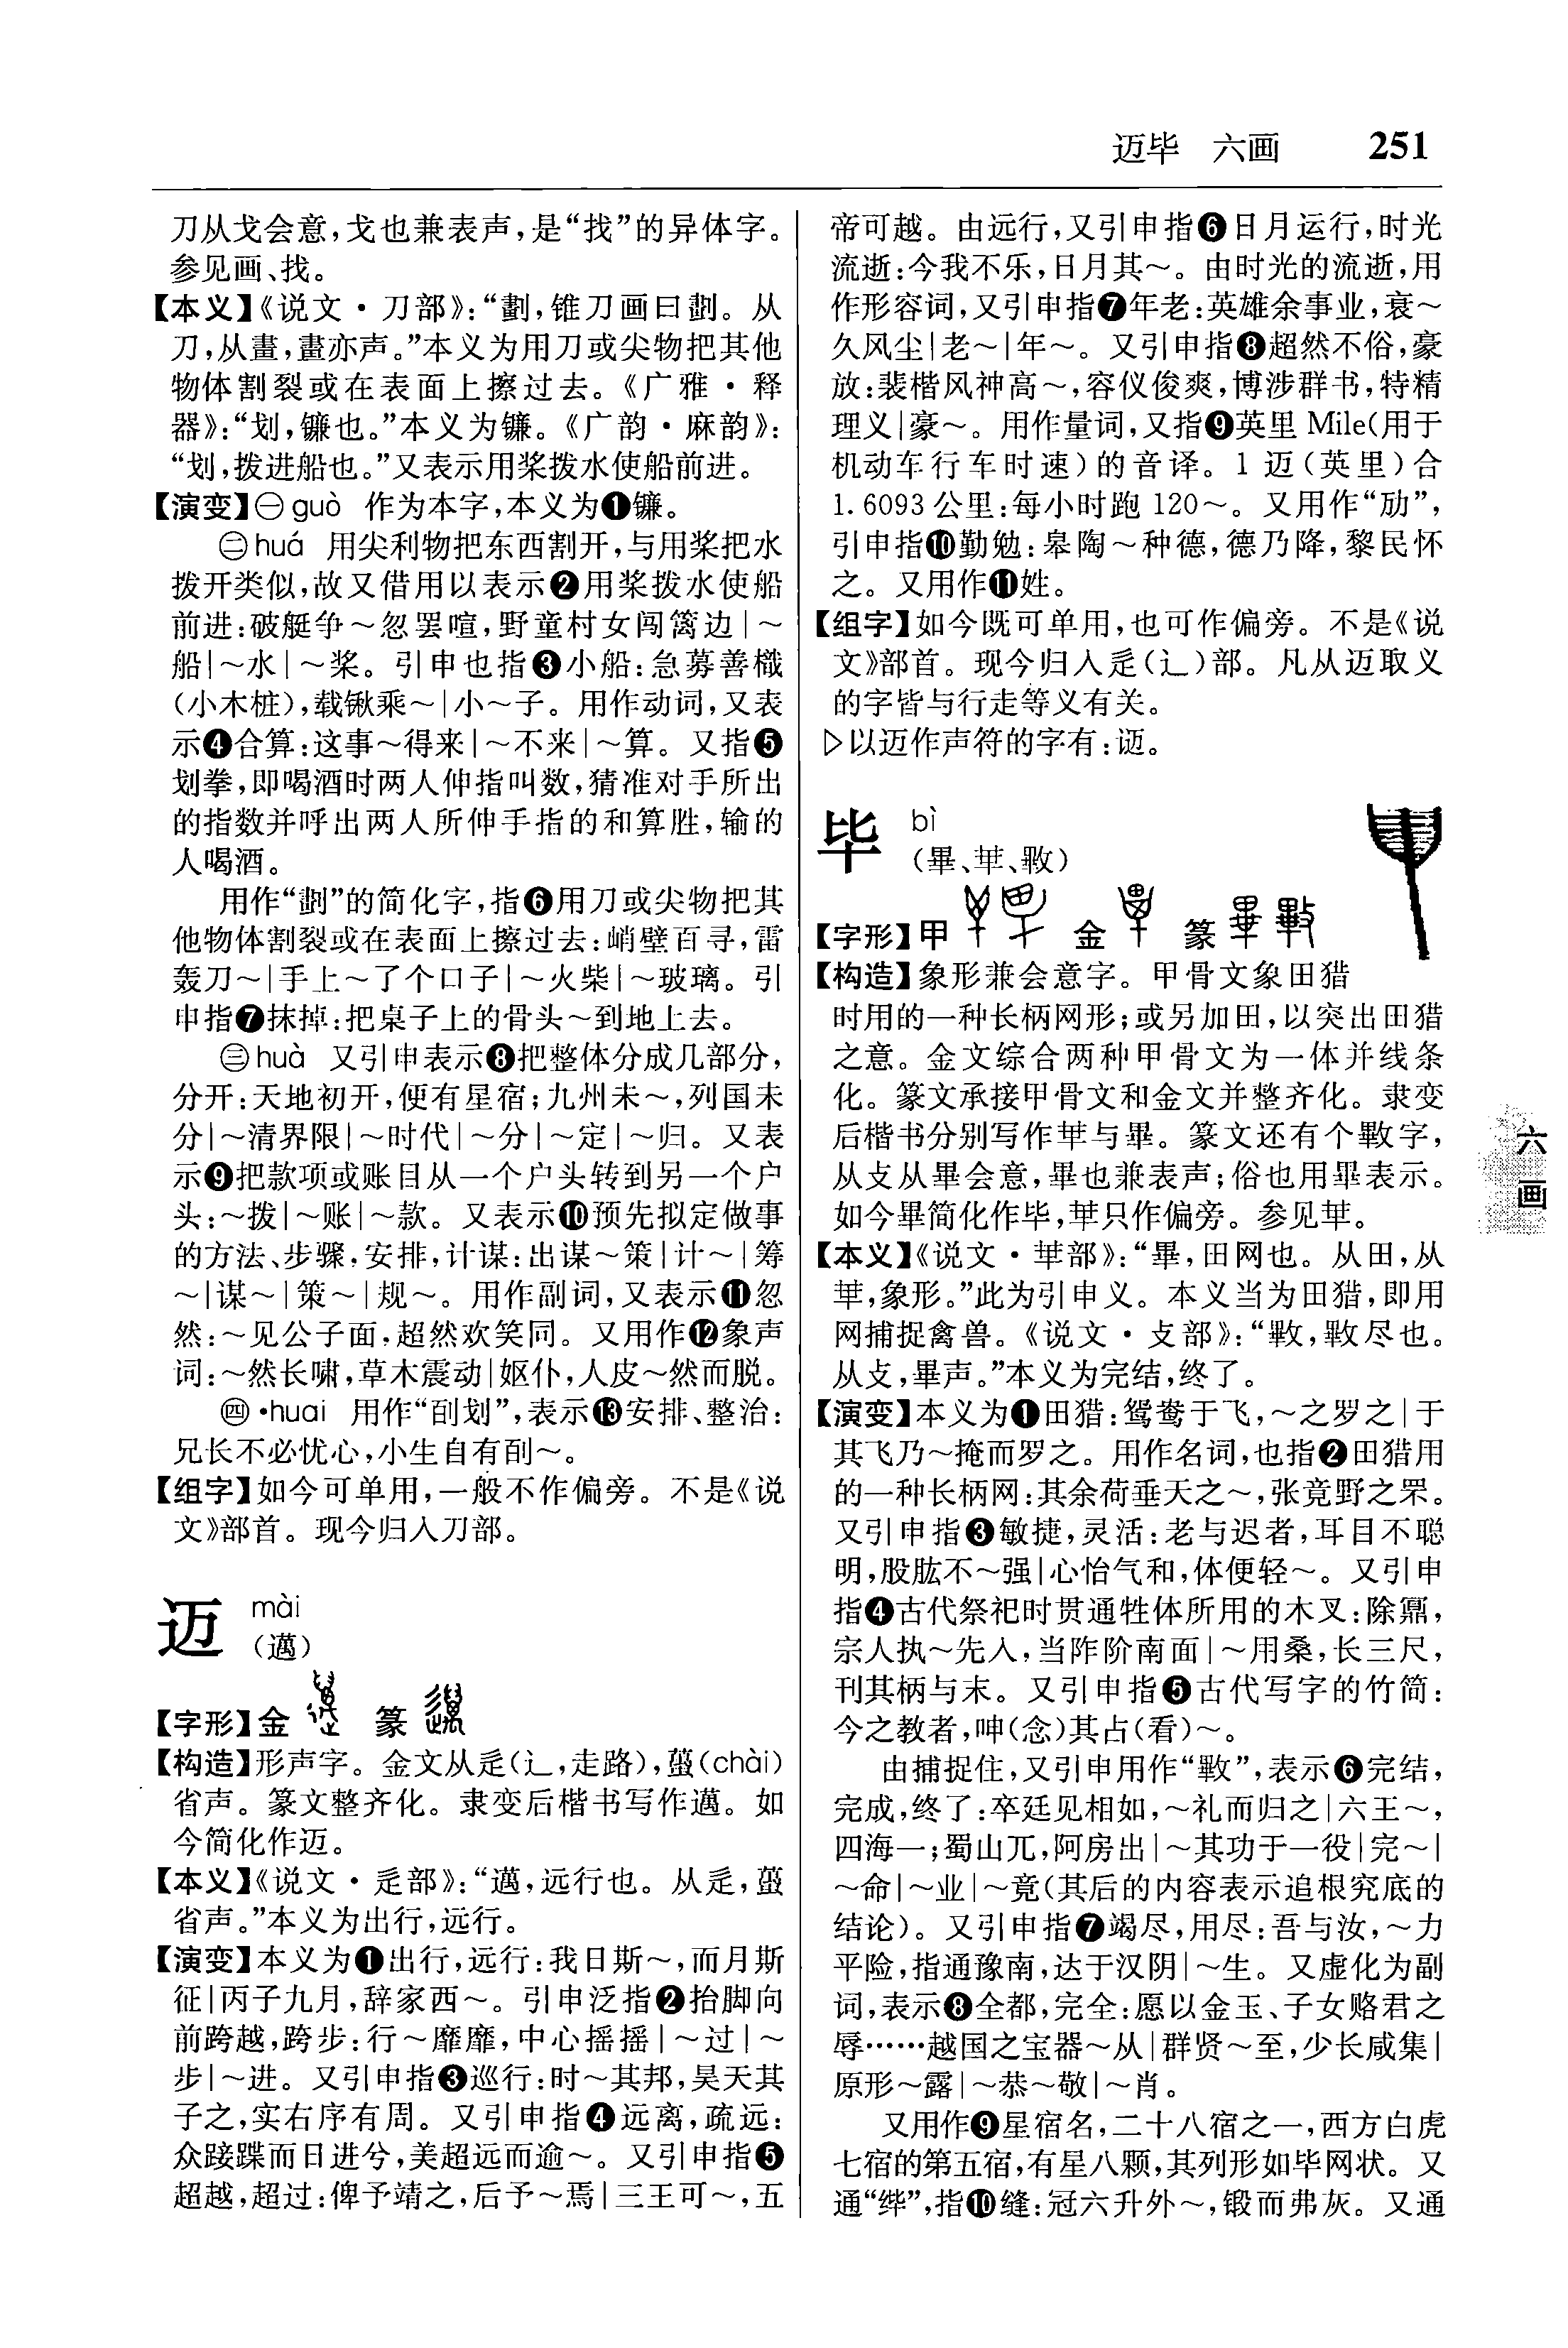 迈毕　六画　251
刀从戈会意,戈也兼表声,是“找”的异体字。
参见画、找。
【本义】《说文・刀部》:“劃,锥刀画曰劃。从
刀,从畫,畫亦声。”本义为用刀或尖物把其他
物体割裂或在表面上擦过去。《广雅・释
器》:“划,镰也。”本义为镰。《广韵・麻韵》:
“划,拨进船也。”又表示用桨拨水使船前进。
【演变】㊀guò 作为本字,本义为❶镰。
㊁huá 用尖利物把东西割开,与用桨把水
拨开类似,故又借用以表示❷用桨拨水使船
前进:破艇争～忽罢喧,野童村女闯篱边|～
船|～水|～桨。引申也指❸小船:急募善檝
(小木桩),载锹乘～|小～子。用作动词,又表
示❹合算:这事～得来|～不来|～算。又指❺
划拳,即喝酒时两人伸指叫数,猜准对手所出
的指数并呼出两人所伸手指的和算胜,输的
人喝酒。
用作“劃”的简化字,指❻用刀或尖物把其
他物体割裂或在表面上擦过去:峭壁百寻,雷
轰刀～|手上～了个口子|～火柴|～玻璃。引
申指❼抹掉:把桌子上的骨头～到地上去。
㊂huà 又引申表示❽把整体分成几部分,
分开:天地初开,便有星宿;九州未～,列国未
分|～清界限|～时代|～分|～定|～归。又表
示❾把款项或账目从一个户头转到另一个户
头:～拨|～账|～款。又表示❿预先拟定做事
的方法、步骤,安排,计谋:出谋～策|计～|筹
～|谋～|策～|规～。用作副词,又表示⓫忽
然:～见公子面,超然欢笑同。又用作⓬象声
词:～然长啸,草木震动|妪仆,人皮～然而脱。
㊃·huai 用作“刮划”,表示⓭安排、整治:
兄长不必忧心,小生自有刮～。
【组字】如今可单用,一般不作偏旁。不是《说
文》部首。现今归入刀部。
迈 mài
(邁)
【字形】金　篆
【构造】形声字。金文从辵(辶,走路),蠆(chài)
省声。篆文整齐化。隶变后楷书写作邁。如
今简化作迈。
【本义】《说文・辵部》:“邁,远行也。从辵,蠆
省声。”本义为出行,远行。
【演变】本义为❶出行,远行:我日斯～,而月斯
征|丙子九月,辞家西～。引申泛指❷抬脚向
前跨越,跨步:行～靡靡,中心摇摇|～过|～
步|～进。又引申指❸巡行:时～其邦,昊天其
子之,实右序有周。又引申指❹远离,疏远:
众踥蹀而日进兮,美超远而逾～。又引申指❺
超越,超过:俾予靖之,后予～焉|三王可～,五
帝可越。由远行,又引申指❻日月运行,时光
流逝:今我不乐,日月其～。由时光的流逝,用
作形容词,又引申指❼年老:英雄余事业,衰～
久风尘|老～|年～。又引申指❽超然不俗,豪
放:裴楷风神高～,容仪俊爽,博涉群书,特精
理义|豪～。用作量词,又指❾英里 Mile(用于
机动车行车时速)的音译。1 迈(英里)合
1.6093 公里:每小时跑 120～。又用作“劢”,
引申指❿勤勉:皋陶～种德,德乃降,黎民怀
之。又用作⓫姓。
【组字】如今既可单用,也可作偏旁。不是《说
文》部首。现今归入辵(辶)部。凡从迈取义
的字皆与行走等义有关。
▷以迈作声符的字有:
毕 bì
(畢、𠦒、斁)
【字形】甲　金　篆
【构造】象形兼会意字。甲骨文象田猎
时用的一种长柄网形;或另加田,以突出田猎
之意。金文综合两种甲骨文为一体并线条
化。篆文承接甲骨文和金文并整齐化。隶变
后楷书分别写作𠦒与畢。篆文还有个𢾭字,
从攴从畢会意,畢也兼表声;俗也用畢表示。
如今畢简化作毕,𠦒只作偏旁。参见𠦒。
【本义】《说文・𠦒部》:“畢,田网也。从田,从
𠦒,象形。”此为引申义。本义当为田猎,即用
网捕捉禽兽。《说文・攴部》:“𢾭,𢾭尽也。
从攴,畢声。”本义为完结,终了。
【演变】本义为❶田猎:鸳鸯于飞,～之罗之|于
其飞乃～掩而罗之。用作名词,也指❷田猎用
的一种长柄网:其余荷垂天之～,张竟野之罘。
又引申指❸敏捷,灵活:老与迟者,耳目不聪
明,股肱不～强|心怡气和,体便轻～。又引申
指❹古代祭祀时贯通牲体所用的木叉:除鼏,
宗人执～先入,当阼阶南面|～用桑,长三尺,
刊其柄与末。又引申指❺古代写字的竹简:
今之教者,呻(念)其占(看)～。
由捕捉住,又引申用作“𢾭”,表示❻完结,
完成,终了:卒廷见相如,～礼而归之|六王～,
四海一;蜀山兀,阿房出|～其功于一役|完～|
～命|～业|～竟(其后的内容表示追根究底的
结论)。又引申指❼竭尽,用尽:吾与汝,～力
平险,指通豫南,达于汉阴|～生。又虚化为副
词,表示❽全都,完全:愿以金玉、子女赂君之
辱……越国之宝器～从|群贤～至,少长咸集|
原形～露|～恭～敬|～肖。
又用作❾星宿名,二十八宿之一,西方白虎
七宿的第五宿,有星八颗,其列形如毕网状。又
通“𬙋”,指❿缝:冠六升外～,锻而弗灰。又通
六画